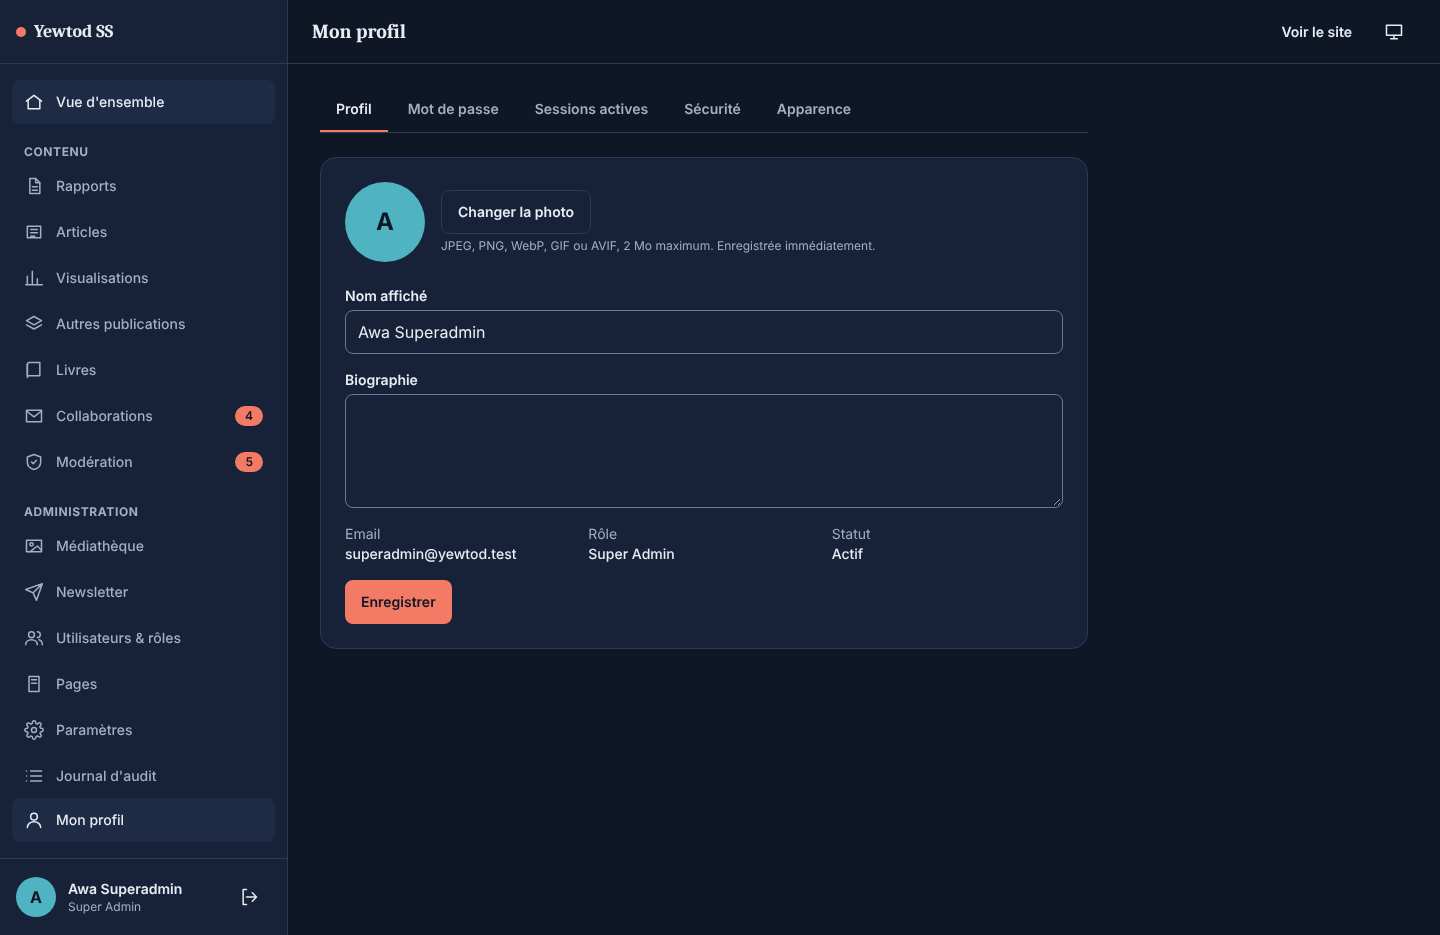 Yewtod SS
Mon profil
Voir le site
Vue d'ensemble
CONTENU
Rapports
Articles
Visualisations
Autres publications
Livres
Collaborations 4
Modération 5
ADMINISTRATION
Médiathèque
Newsletter
Utilisateurs & rôles
Pages
Paramètres
Journal d'audit
Mon profil
A
Awa Superadmin
Super Admin
Profil Mot de passe Sessions actives Sécurité Apparence
A
Changer la photo
JPEG, PNG, WebP, GIF ou AVIF, 2 Mo maximum. Enregistrée immédiatement.
Nom affiché
Awa Superadmin
Biographie
Email Rôle Statut
superadmin@yewtod.test Super Admin Actif
Enregistrer